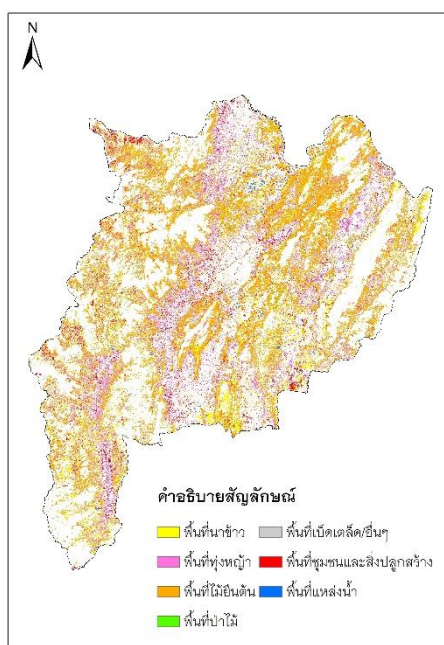 N
คำอธิบายสัญลักษณ์
พื้นที่นาข้าว พื้นที่เบ็ดเตล็ด/อื่นๆ
พื้นที่ทุ่งหญ้า พื้นที่ชุมชนและสิ่งปลูกสร้าง
พื้นที่ไม้ยืนต้น พื้นที่แหล่งน้ำ
พื้นที่ป่าไม้